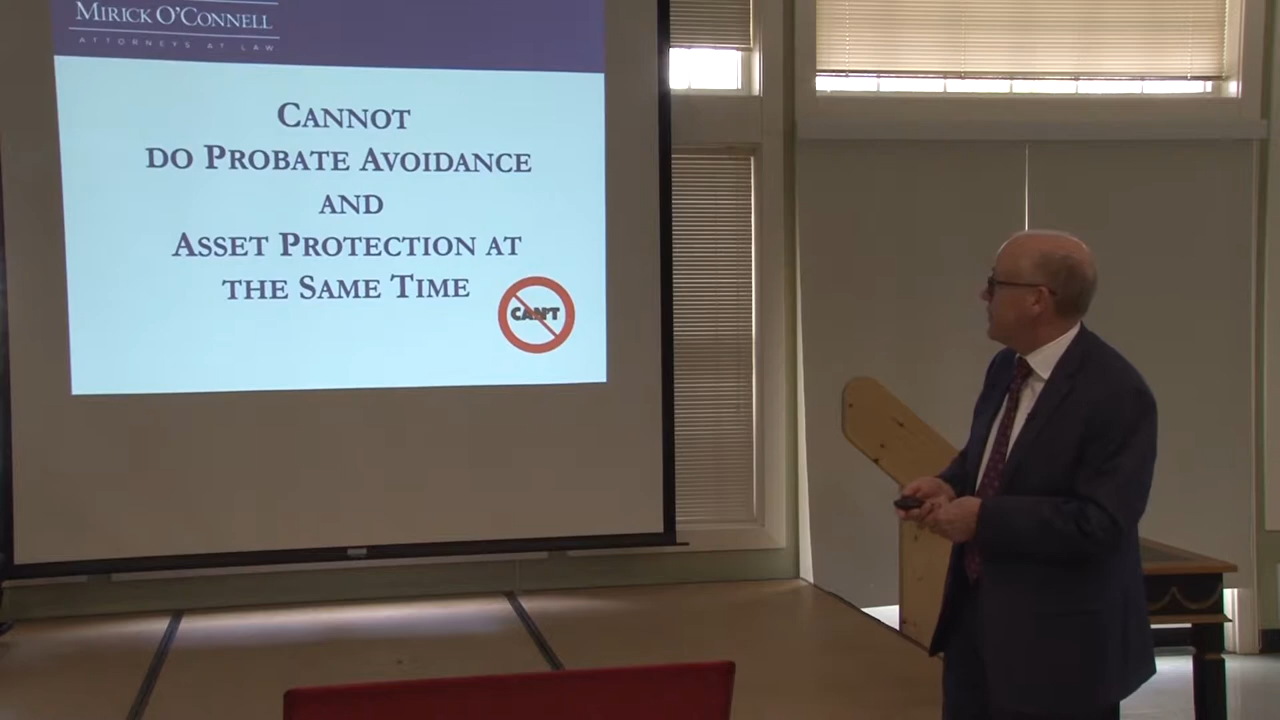 MIRICK O'CONNELL
ATTORNEYS AT LAW
CANNOT
DO PROBATE AVOIDANCE
AND
ASSET PROTECTION AT
THE SAME TIME
CAN'T